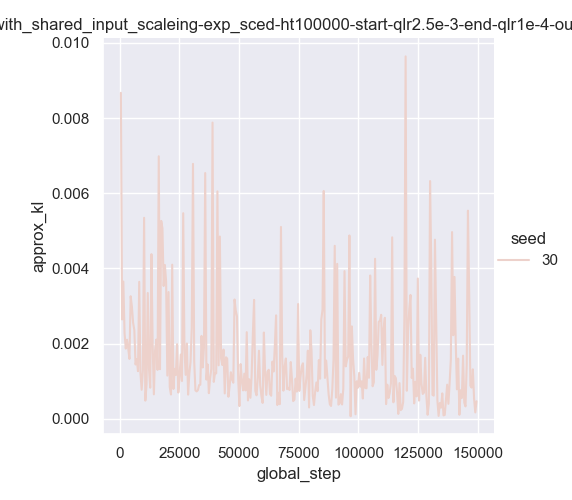 with_shared_input_scaleing-exp_sced-ht100000-start-qlr2.5e-3-end-qlr1e-4-ou
0.010
0.008
0.006
0.004
0.002
0.000
approx_kl
0 25000 50000 75000 100000 125000 150000
global_step
seed
30